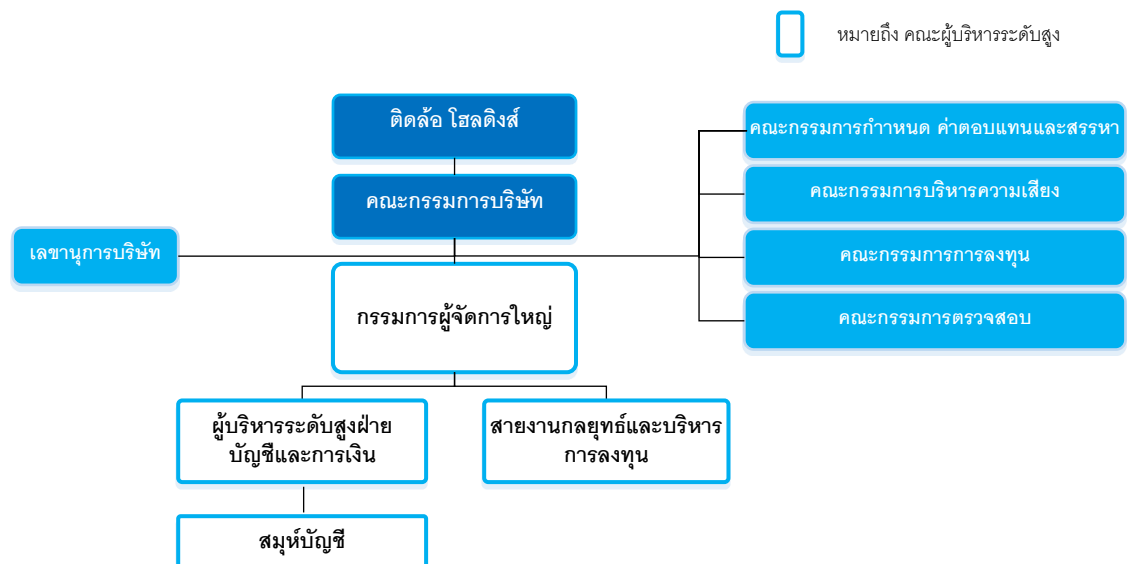 หมายถึง คณะผู้บริหารระดับสูง
ติดล้อ โฮลดิงส์
คณะกรรมการกำาหนด ค่าตอบแทนและสรรหา
คณะกรรมการบริษัท
คณะกรรมการบริหารความเสียง
เลขานุการบริษัท
คณะกรรมการการลงทุน
กรรมการผู้จัดการใหญ่
คณะกรรมการตรวจสอบ
ผู้บริหารระดับสูงฝ่าย
บัญชีและการเงิน
สายงานกลยุทธ์และบริหาร
การลงทุน
สมุห์บัญชี